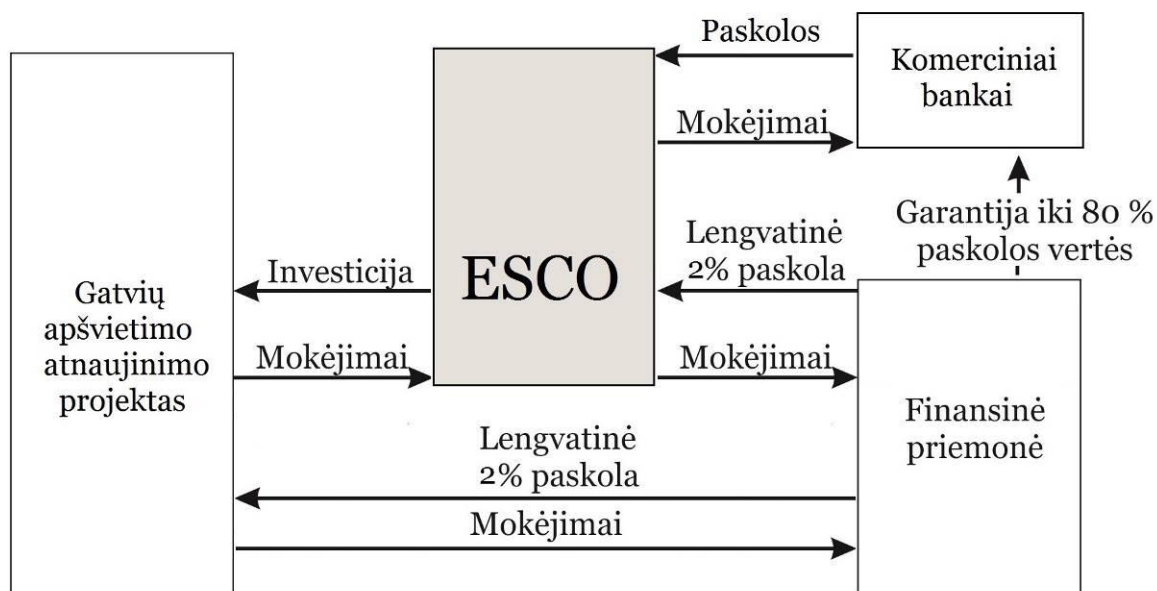 Paskolos
Komerciniai
bankai
Mokėjimai
Garantija iki 80 %
paskolos vertės
Lengvatinė
2% paskola
Investicija
ESCO
Gatvių
apšvietimo
atnaujinimo
projektas
Mokėjimai
Mokėjimai
Finansinė
priemonė
Lengvatinė
2% paskola
Mokėjimai